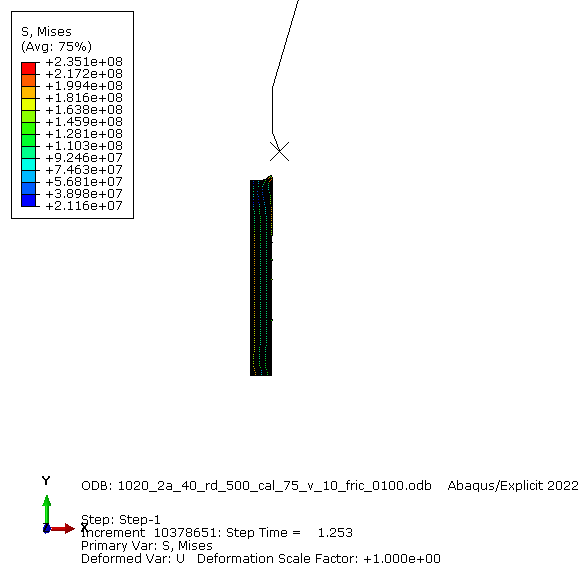 S, Mises
(Avg: 75%)
+2.351e+08
+2.172e+08
+1.994e+08
+1.816e+08
+1.638e+08
+1.459e+08
+1.281e+08
+1.103e+08
+9.246e+07
+7.463e+07
+5.681e+07
+3.898e+07
+2.116e+07
Y
X
ODB: 1020_2a_40_rd_500_cal_75_v_10_fric_0100.odb Abaqus/Explicit 2022
Step: Step-1
Increment 10378651: Step Time = 1.253
Primary Var: S, Mises
Deformed Var: U Deformation Scale Factor: +1.000e+00